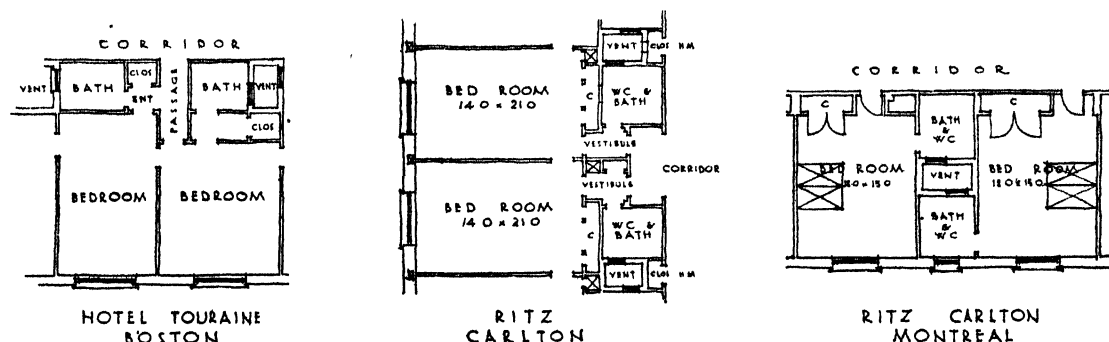 CORRIDOR
VENT
BATH
CLOS
ENT
PASSAGE
BATH
VENT
CLOS
BEDROOM
BEDROOM
HOTEL TOURAINE
BOSTON
VENT
CLOS
H M
BED ROOM
14 0 x 21 0
C
WC &
BATH
VESTIBULE
CORRIDOR
VESTIBULE
BED ROOM
14 0 x 21 0
C
WC &
BATH
VENT
CLOS
H M
RITZ
CARLTON
CORRIDOR
C
C
BATH
& WC
BED ROOM
VENT
BED ROOM
BATH
& WC
RITZ CARLTON
MONTREAL